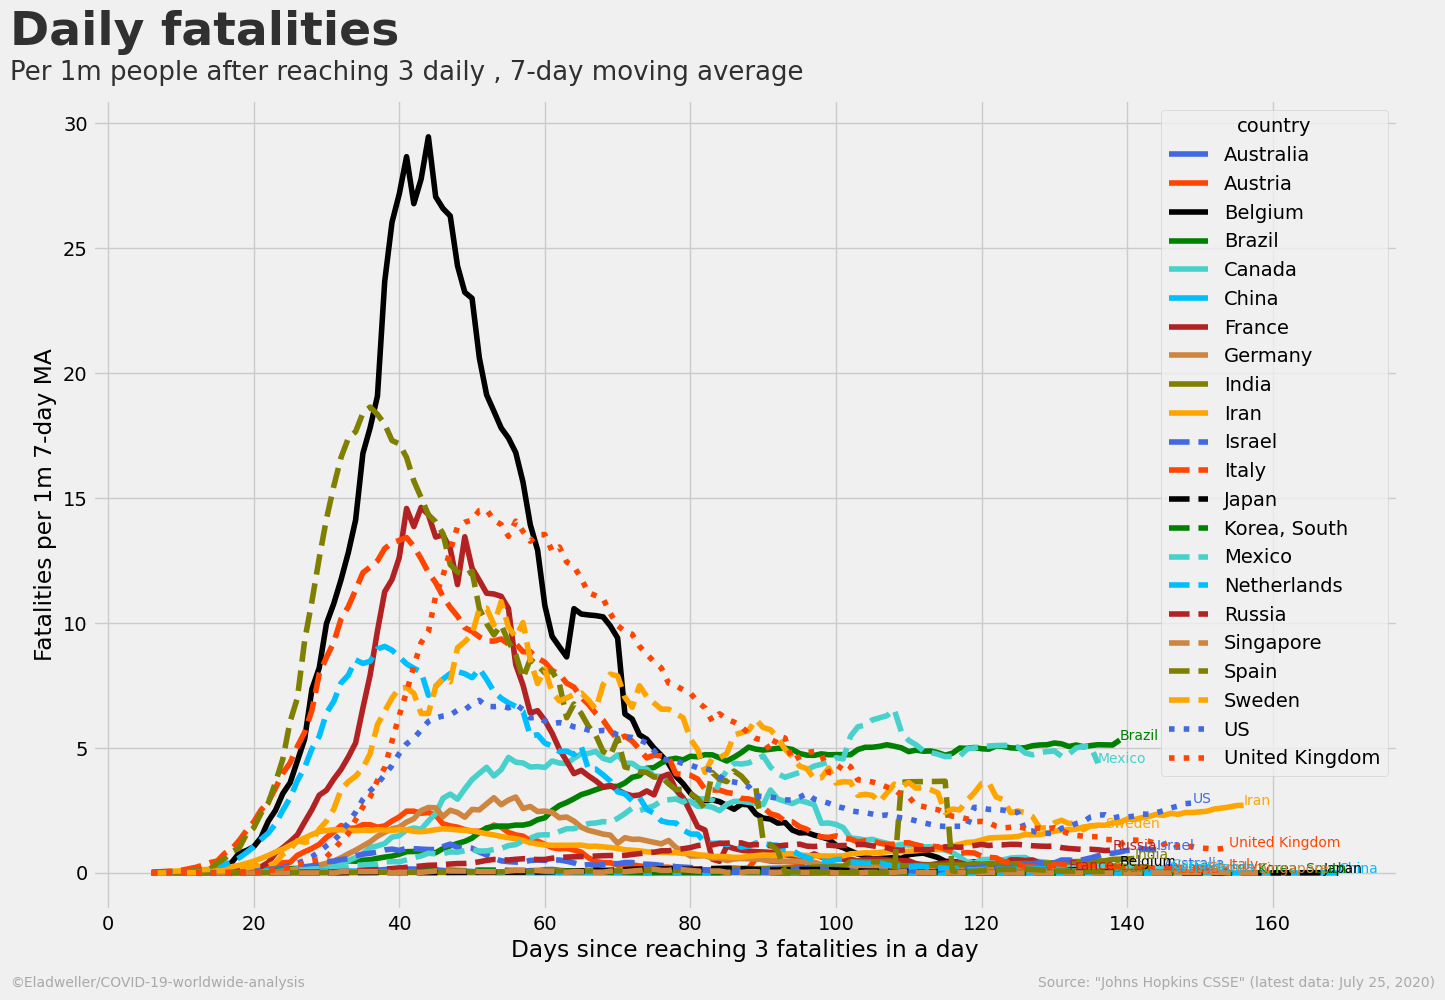 Daily fatalities
Per 1m people after reaching 3 daily , 7-day moving average
Fatalities per 1m 7-day MA
30
25
20
15
10
5
0
country
Australia
Austria
Belgium
Brazil
Canada
China
France
Germany
India
Iran
Israel
Italy
Japan
Korea, South
Mexico
Netherlands
Russia
Singapore
Spain
Sweden
US
United Kingdom
Brazil
Mexico
US
Iran
Sweden
United Kingdom
Russia
Israel
India
Belgium
Italy
Japan
China
0 20 40 60 80 100 120 140 160
Days since reaching 3 fatalities in a day
©Eladweller/COVID-19-worldwide-analysis
Source: "Johns Hopkins CSSE" (latest data: July 25, 2020)